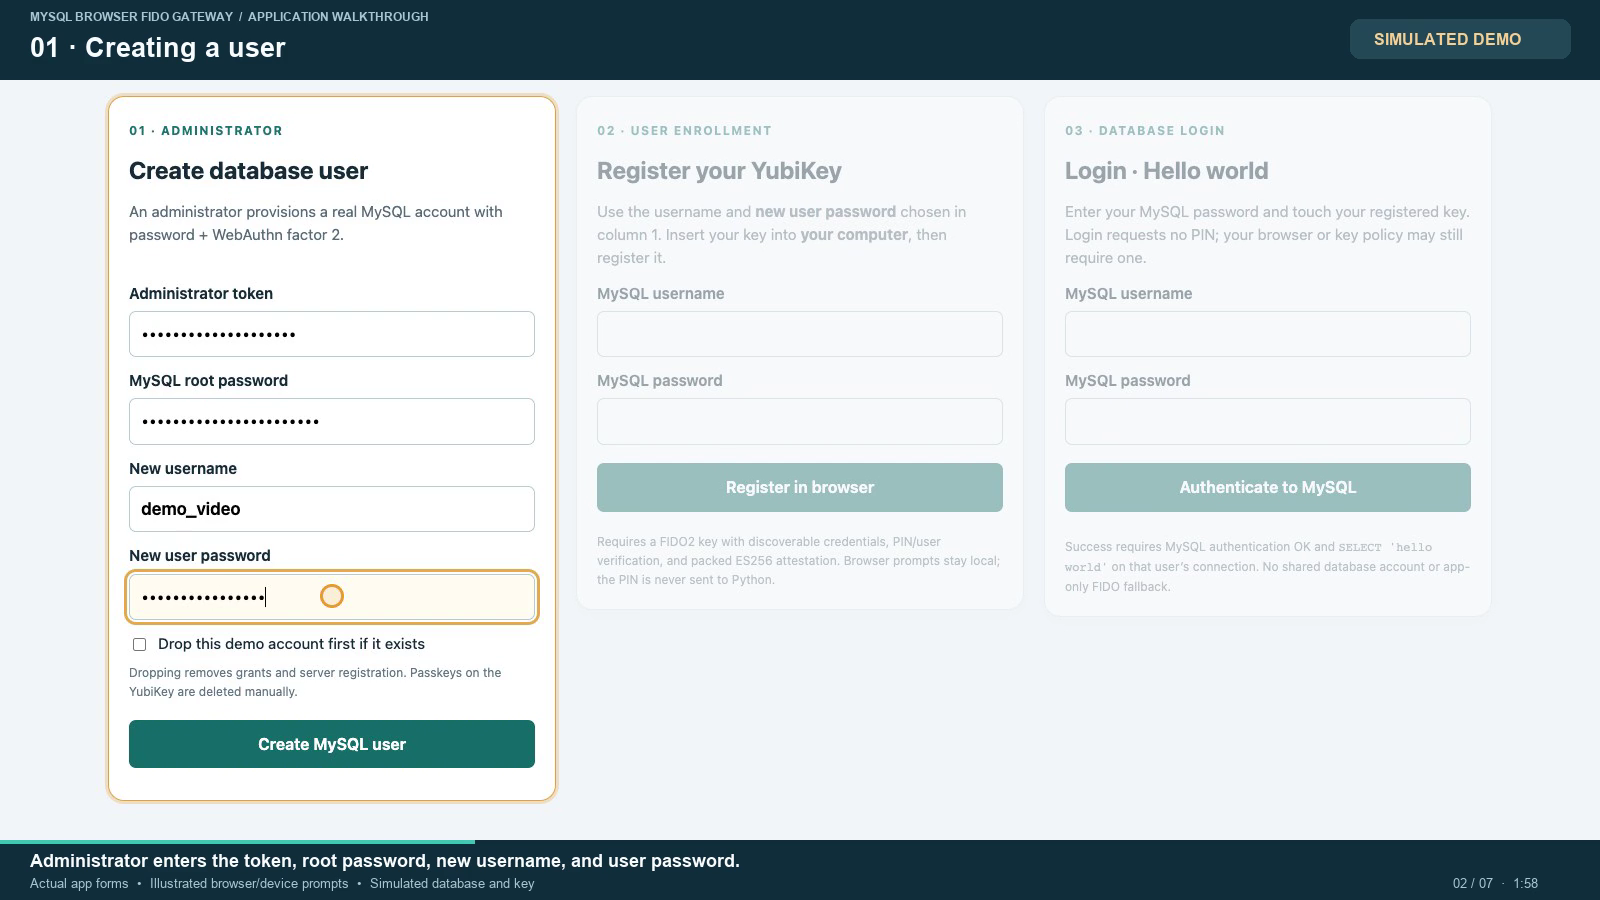 MYSQL BROWSER FIDO GATEWAY / APPLICATION WALKTHROUGH
01 · Creating a user
SIMULATED DEMO
01 · ADMINISTRATOR
Create database user
An administrator provisions a real MySQL account with
password + WebAuthn factor 2.
Administrator token
••••••••••••••••••••
MySQL root password
•••••••••••••••••••••••
New username
demo_video
New user password
••••••••••••••••
Drop this demo account first if it exists
Dropping removes grants and server registration. Passkeys on the
YubiKey are deleted manually.
Create MySQL user
02 · USER ENROLLMENT
Register your YubiKey
Use the username and new user password chosen in
column 1. Insert your key into your computer, then
register it.
MySQL username
MySQL password
Register in browser
Requires a FIDO2 key with discoverable credentials, PIN/user
verification, and packed ES256 attestation. Browser prompts stay local;
the PIN is never sent to Python.
03 · DATABASE LOGIN
Login · Hello world
Enter your MySQL password and touch your registered key.
Login requests no PIN; your browser or key policy may still
require one.
MySQL username
MySQL password
Authenticate to MySQL
Success requires MySQL authentication OK and SELECT 'hello
world' on that user's connection. No shared database account or app-
only FIDO fallback.
Administrator enters the token, root password, new username, and user password.
Actual app forms • Illustrated browser/device prompts • Simulated database and key
02 / 07 · 1:58